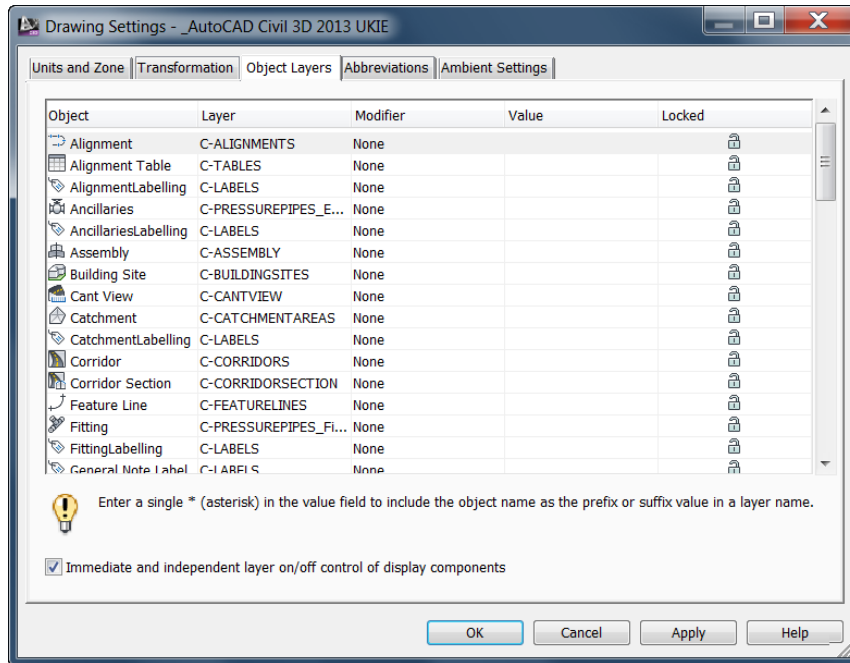 Drawing Settings - _AutoCAD Civil 3D 2013 UKIE
Units and Zone Transformation Object Layers Abbreviations Ambient Settings
Object Layer Modifier Value Locked
Alignment C-ALIGNMENTS None
Alignment Table C-TABLES None
AlignmentLabelling C-LABELS None
Ancillaries C-PRESSUREPIPES_E... None
AncillariesLabelling C-LABELS None
Assembly C-ASSEMBLY None
Building Site C-BUILDINGSITES None
Cant View C-CANTVIEW None
Catchment C-CATCHMENTAREAS None
CatchmentLabelling C-LABELS None
Corridor C-CORRIDORS None
Corridor Section C-CORRIDORSECTION None
Feature Line C-FEATURELINES None
Fitting C-PRESSUREPIPES_Fi... None
FittingLabelling C-LABELS None
General Note Label C-LABELS None
Enter a single * (asterisk) in the value field to include the object name as the prefix or suffix value in a layer name.
Immediate and independent layer on/off control of display components
OK Cancel Apply Help